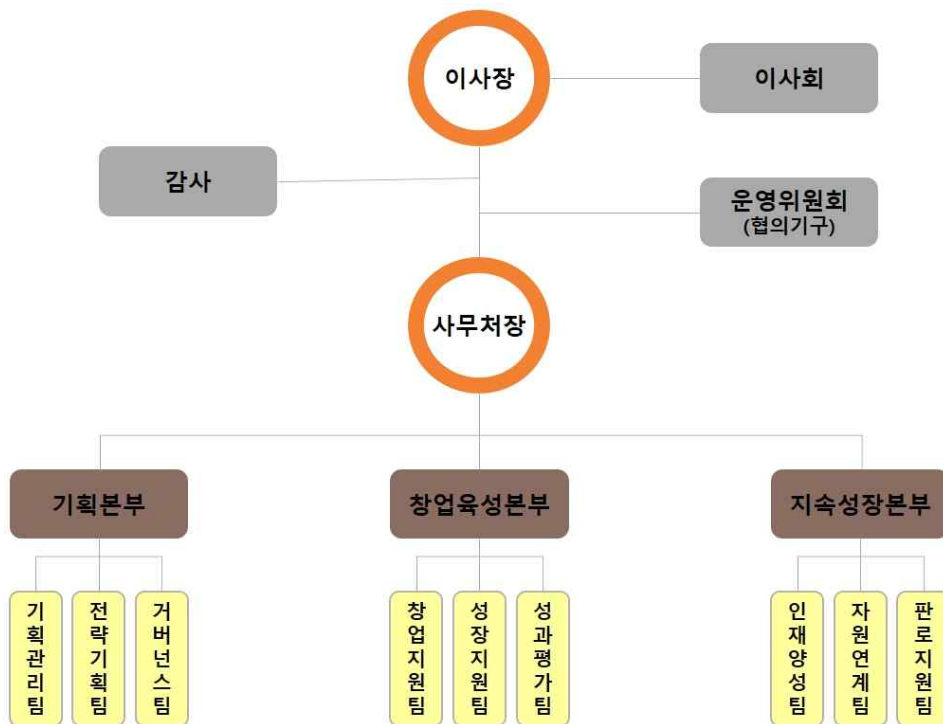 이사장
이사회
감사
운영위원회
(협의기구)
사무처장
기획본부
창업육성본부
지속성장본부
기획관리팀
전략기획팀
거버넌스팀
창업지원팀
성장지원팀
성과평가팀
인재양성팀
자원연계팀
판로지원팀